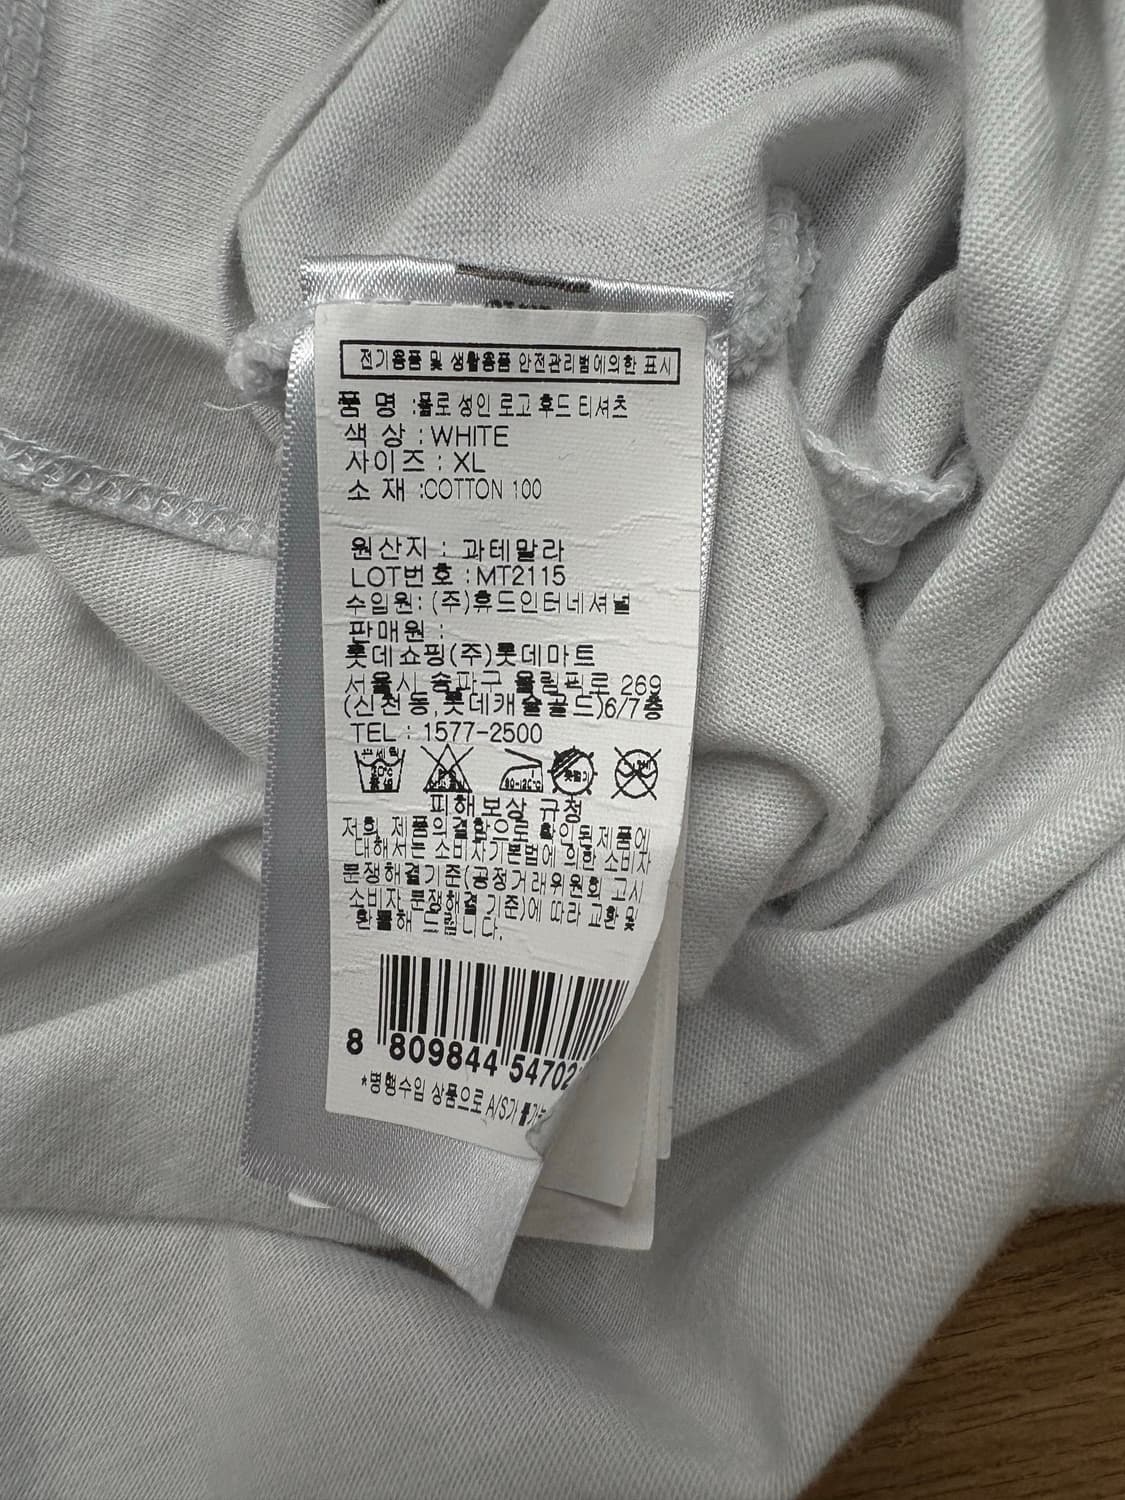 전기용품 및 생활용품 안전관리법에의한 표시
품 명 :폴로 성인 로고 후드 티셔츠
색 상 : WHITE
사이즈 : XL
소 재 :COTTON 100
원산지 : 과테말라
LOT번호 : MT2115
수입원: (주)휴드인터네셔널
판매원 :
롯데쇼핑(주)롯데마트
서울시 송파구 올림픽로 269
(신천동,롯데캐슬골드)6/7층
TEL : 1577-2500
80-120℃
피해보상 규정
저희 제품의결함으로 확인된제품에
대해서는 소비자기본법에 의한 소비자
분쟁해결기준(공정거래위원회 고시
소비자 분쟁해결 기준)에 따라 교환 및
환불해 드립니다.
8 809844 54702
*병행수입 상품으로 A/S가